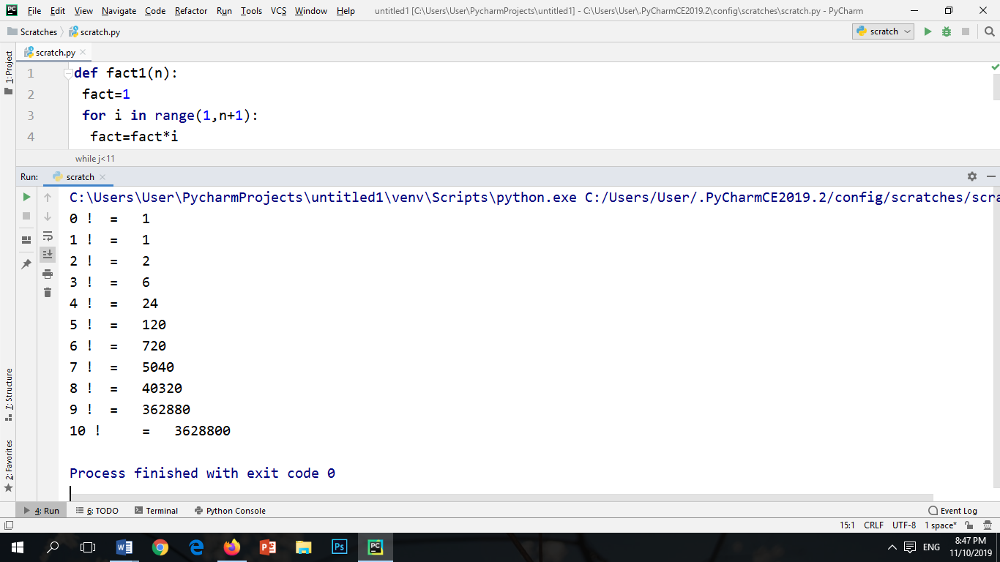 File Edit View Navigate Code Refactor Run Tools VCS Window Help untitled1 [C:\Users\User\PycharmProjects\untitled1] - C:\Users\User\.PyCharmCE2019.2\config\scratches\scratch.py - PyCharm
Scratches scratch.py scratch
scratch.py
1: Project
1 def fact1(n):
2 fact=1
3 for i in range(1,n+1):
4 fact=fact*i
while j<11
Run: scratch
C:\Users\User\PycharmProjects\untitled1\venv\Scripts\python.exe C:/Users/User/.PyCharmCE2019.2/config/scratches/scra
0 ! = 1
1 ! = 1
2 ! = 2
3 ! = 6
4 ! = 24
5 ! = 120
6 ! = 720
7 ! = 5040
8 ! = 40320
9 ! = 362880
10 ! = 3628800
Process finished with exit code 0
7: Structure
2: Favorites
4: Run 6: TODO Terminal Python Console Event Log
15:1 CRLF UTF-8 1 space*
ENG 8:47 PM
11/10/2019